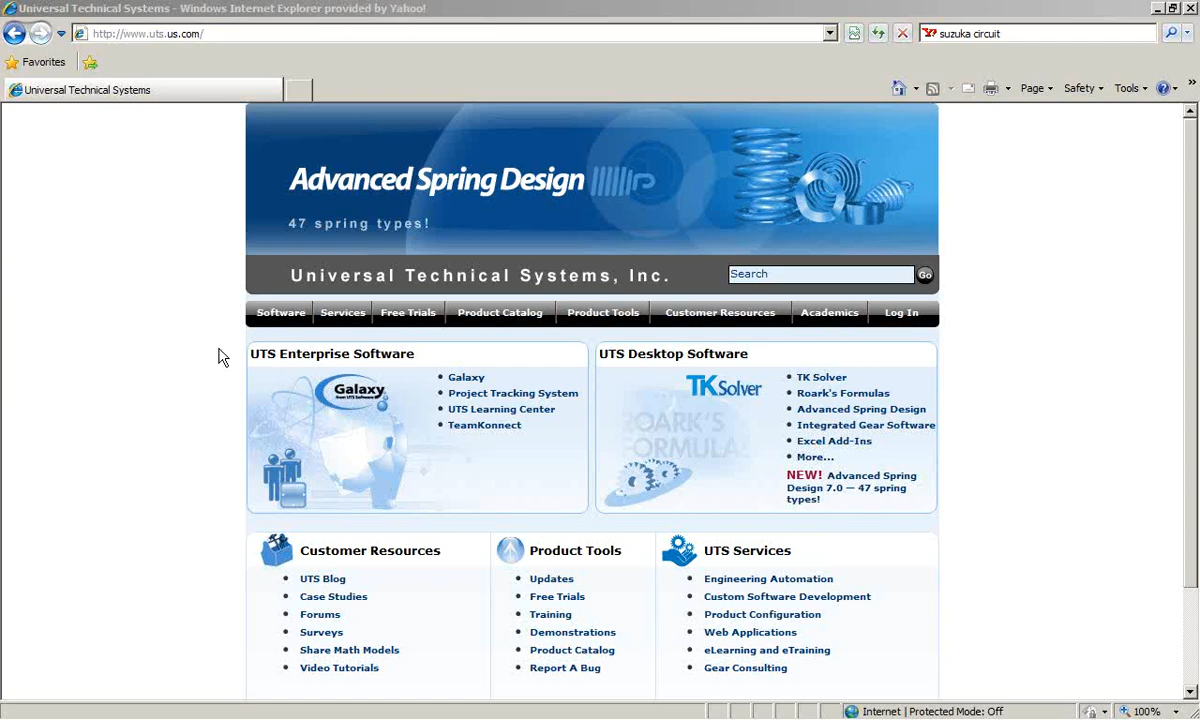 Universal Technical Systems - Windows Internet Explorer provided by Yahoo!
http://www.uts.us.com/
suzuka circuit
Favorites
Universal Technical Systems
Page
Safety
Tools
Advanced Spring Design
47 spring types!
Universal Technical Systems, Inc.
Search
Go
Software
Services
Free Trials
Product Catalog
Product Tools
Customer Resources
Academics
Log In
UTS Enterprise Software
Galaxy
from UTS Software
Galaxy
Project Tracking System
UTS Learning Center
TeamKonnect
UTS Desktop Software
TK Solver
ROARK'S
FORMULAS
TK Solver
Roark's Formulas
Advanced Spring Design
Integrated Gear Software
Excel Add-Ins
More...
NEW! Advanced Spring
Design 7.0 — 47 spring
types!
Customer Resources
UTS Blog
Case Studies
Forums
Surveys
Share Math Models
Video Tutorials
Product Tools
Updates
Free Trials
Training
Demonstrations
Product Catalog
Report A Bug
UTS Services
Engineering Automation
Custom Software Development
Product Configuration
Web Applications
eLearning and eTraining
Gear Consulting
Internet | Protected Mode: Off
100%